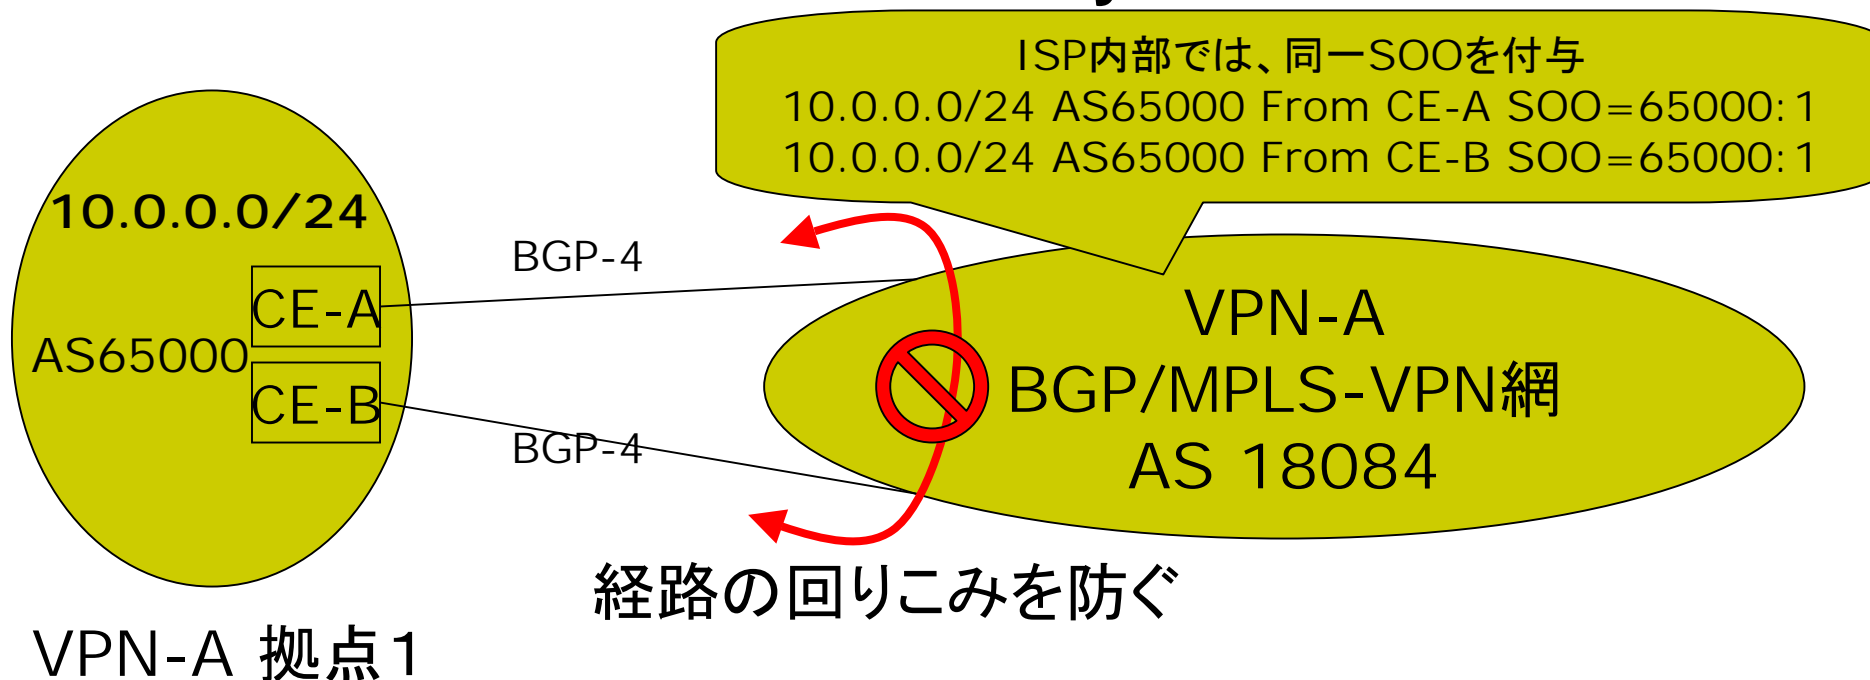 ISP内部では、同一SOOを付与
10.0.0.0/24 AS65000 From CE-A SOO=65000:1
10.0.0.0/24 AS65000 From CE-B SOO=65000:1
10.0.0.0/24
BGP-4
CE-A
AS65000
CE-B
BGP-4
VPN-A
BGP/MPLS-VPN網
AS 18084
経路の回りこみを防ぐ
VPN-A 拠点1